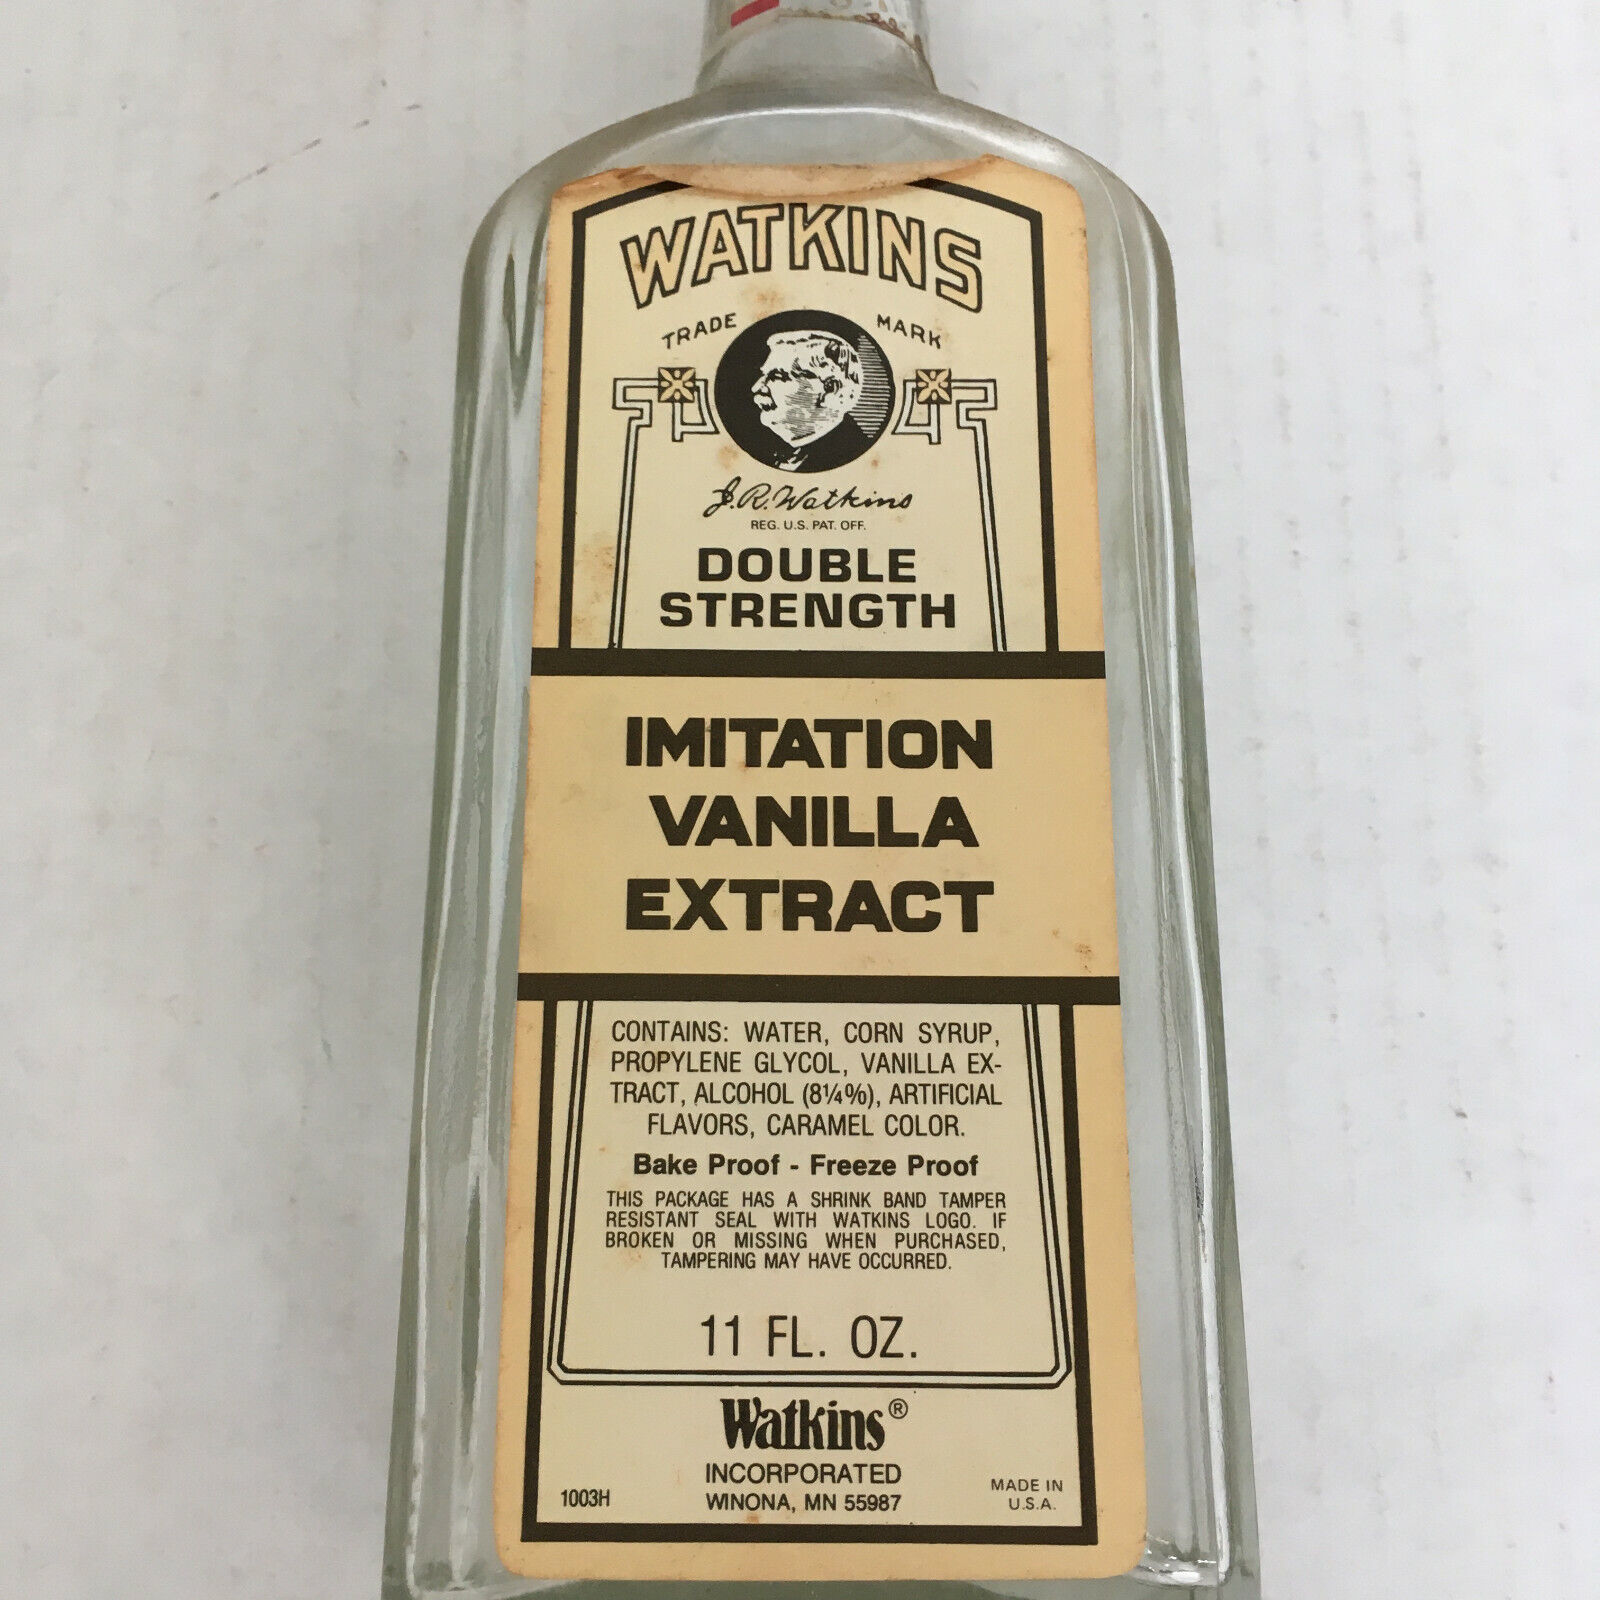 WATKINS
TRADE MARK
J.R. Watkins
REG. U.S. PAT. OFF.
DOUBLE
STRENGTH
IMITATION
VANILLA
EXTRACT
CONTAINS: WATER, CORN SYRUP,
PROPYLENE GLYCOL, VANILLA EX-
TRACT, ALCOHOL (8¼%), ARTIFICIAL
FLAVORS, CARAMEL COLOR.
Bake Proof - Freeze Proof
THIS PACKAGE HAS A SHRINK BAND TAMPER
RESISTANT SEAL WITH WATKINS LOGO. IF
BROKEN OR MISSING WHEN PURCHASED,
TAMPERING MAY HAVE OCCURRED.
11 FL. OZ.
Watkins®
INCORPORATED
WINONA, MN 55987
1003H
MADE IN
U.S.A.